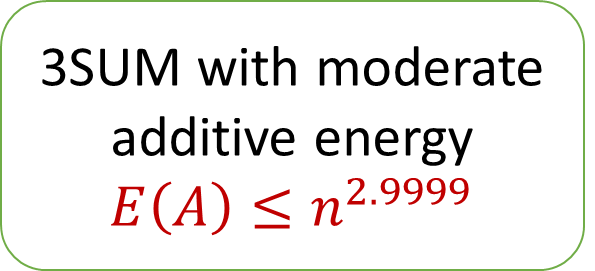 3SUM with moderate
additive energy
E(A) ≤ n^{2.9999}